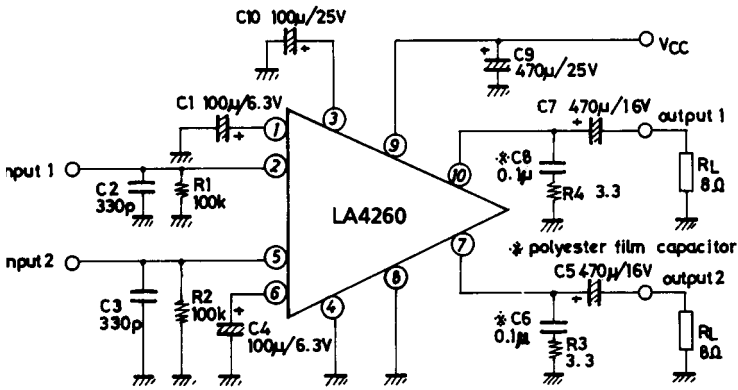 C10 100μ/25V
C1 100μ/6.3V
C9
470μ/25V
VCC
C7 470μ/16V
output 1
1
2
3
9
10
nput 1
C2
330p
R1
100k
LA4260
※C8
0.1μ
R4 3.3
RL
8Ω
※ polyester film capacitor
nput 2
5
6
4
8
7
C3
330p
R2
100k
C4
100μ/6.3V
C5 470μ/16V
output 2
※C6
0.1μ
R3
3.3
RL
8Ω